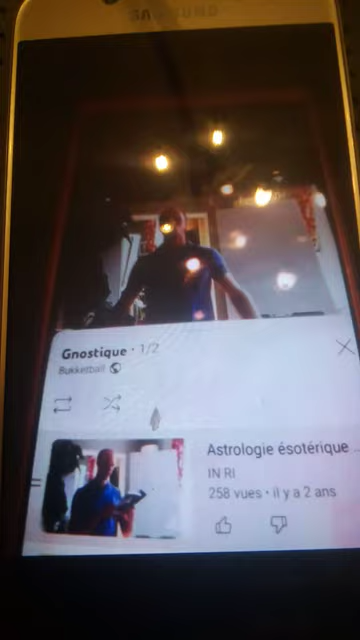 SAMSUNG
Gnostique · 1/2
Bukketball
Astrologie ésotérique ...
IN RI
258 vues · il y a 2 ans